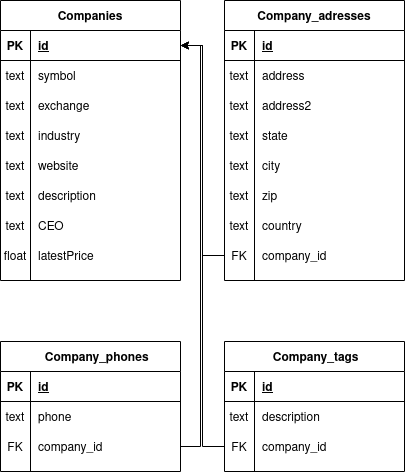 Companies
PK id
text symbol
text exchange
text industry
text website
text description
text CEO
float latestPrice
Company_adresses
PK id
text address
text address2
text state
text city
text zip
text country
FK company_id
Company_phones
PK id
text phone
FK company_id
Company_tags
PK id
text description
FK company_id